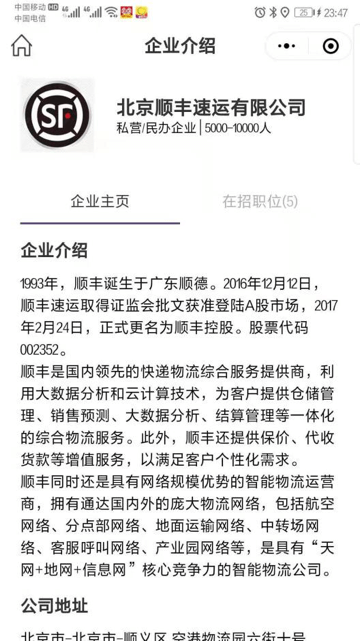 中国移动 HD 4G 4G 25 23:47
中国电信
企业介绍
SF
北京顺丰速运有限公司
私营/民办企业|5000-10000人
企业主页 在招职位(5)
企业介绍
1993年，顺丰诞生于广东顺德。2016年12月12日，
顺丰速运取得证监会批文获准登陆A股市场，2017
年2月24日，正式更名为顺丰控股。股票代码
002352。
顺丰是国内领先的快递物流综合服务提供商，利
用大数据分析和云计算技术，为客户提供仓储管
理、销售预测、大数据分析、结算管理等一体化
的综合物流服务。此外，顺丰还提供保价、代收
货款等增值服务，以满足客户个性化需求。
顺丰同时还是具有网络规模优势的智能物流运营
商，拥有通达国内外的庞大物流网络，包括航空
网络、分点部网络、地面运输网络、中转场网
络、客服呼叫网络、产业园网络等，是具有“天
网+地网+信息网”核心竞争力的智能物流公司。
公司地址
北京市-北京市-顺义区 空港物流园六街十号